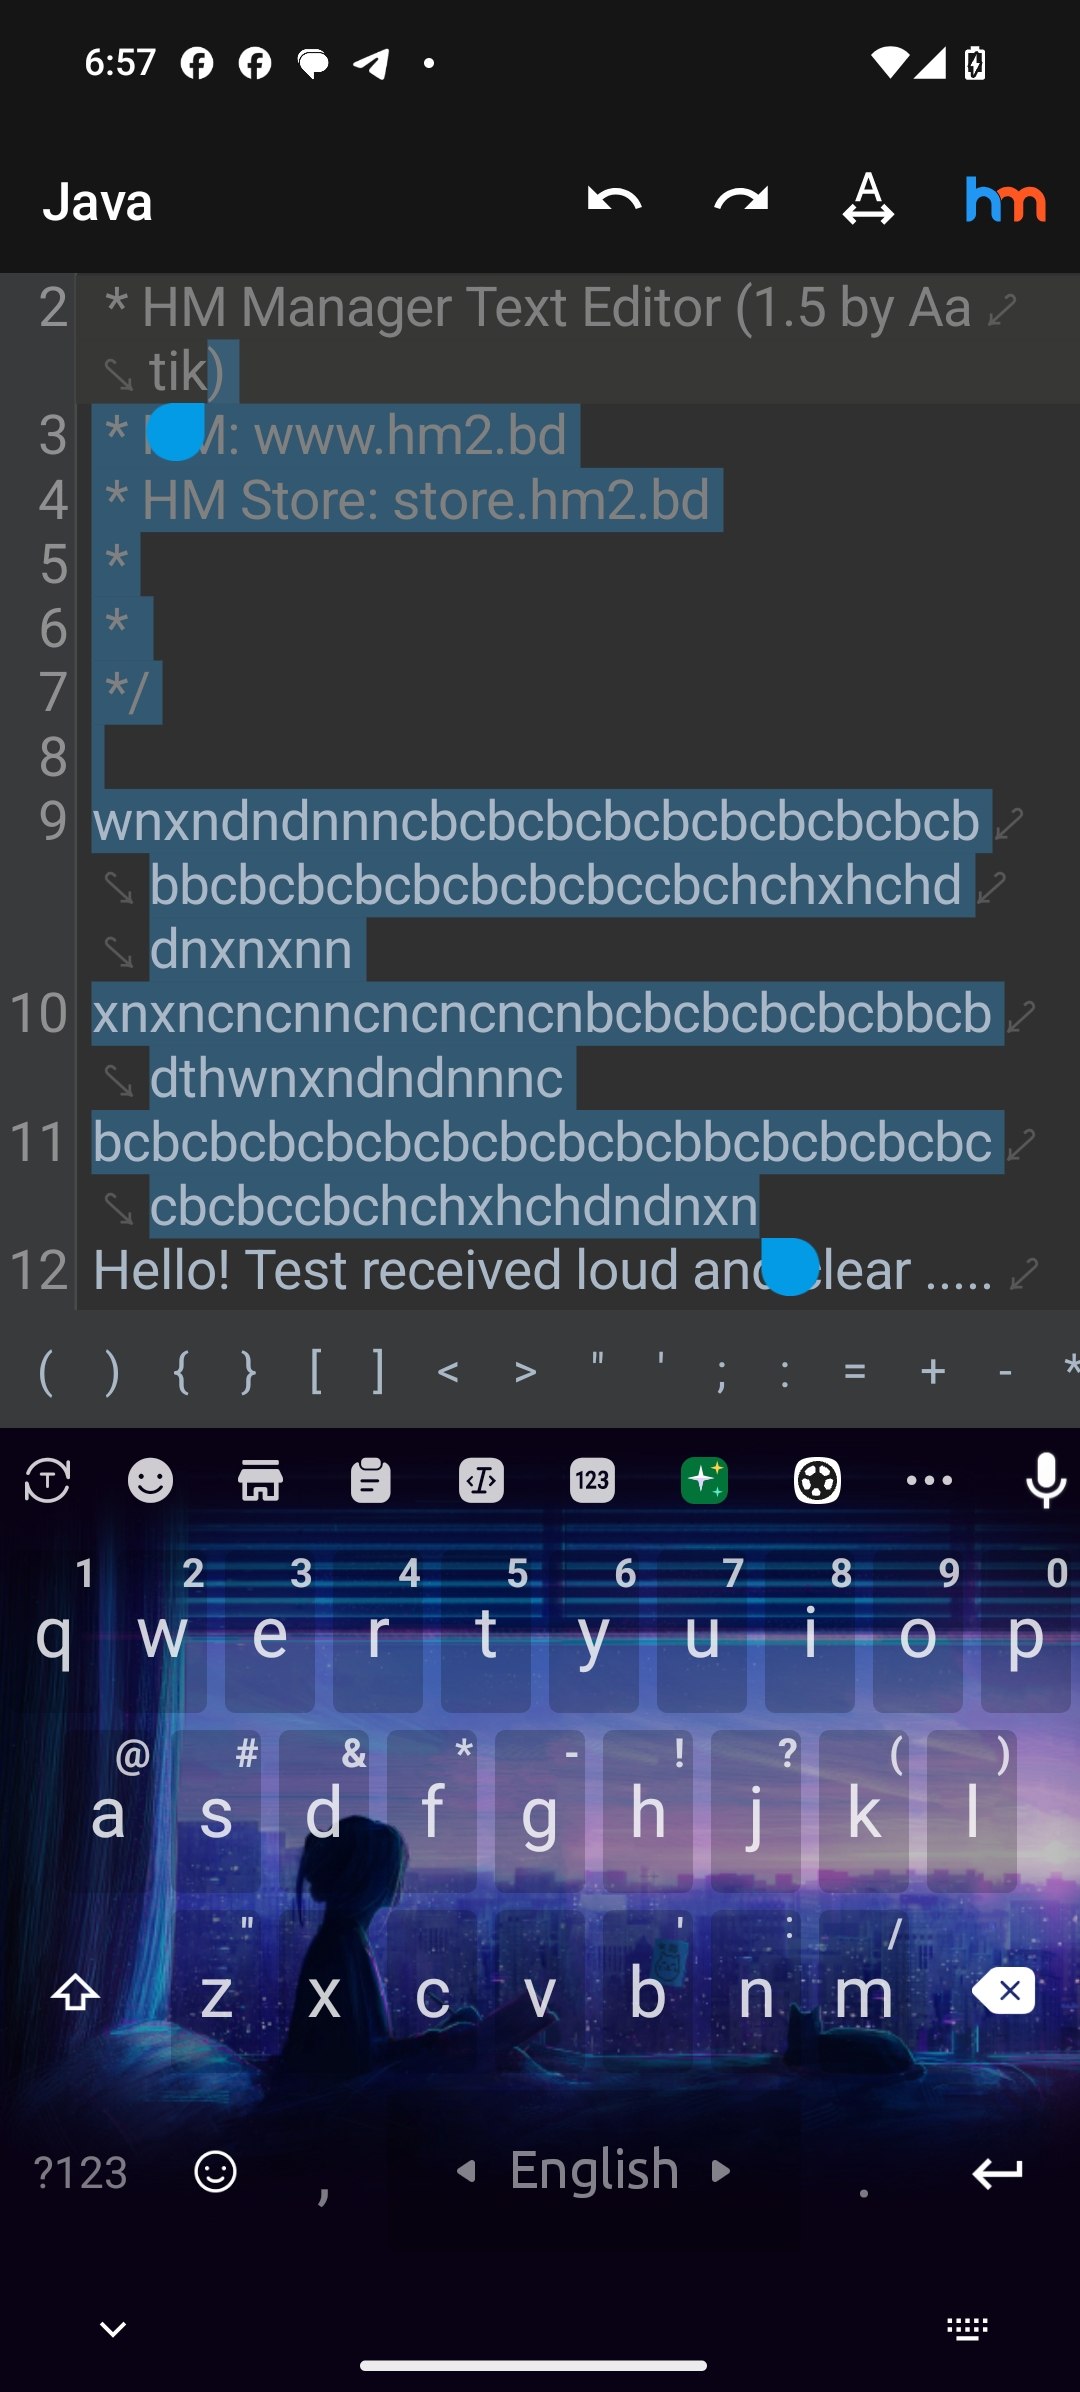 6:57
Java
A
hm
2 * HM Manager Text Editor (1.5 by Aa
tik)
3 * HM: www.hm2.bd
4 * HM Store: store.hm2.bd
5 *
6 *
7 */
8
9 wnxndndnnncbcbcbcbcbcbcbcbcbcb
bbcbcbcbcbcbcbcbccbchchxhchd
dnxnxnn
10 xnxncncnncncncncnbcbcbcbcbcbbcb
dthwnxndndnnnc
11 bcbcbcbcbcbcbcbcbcbcbbcbcbcbcbc
cbcbccbchchxhchdndnxn
12 Hello! Test received loud and clear .....
( ) { } [ ] < > " ' ; : = + - *
T 123
1 2 3 4 5 6 7 8 9 0
q w e r t y u i o p
@ # & * - ! ? ( )
a s d f g h j k l
" ' : /
z x c v b n m
?123 , English .